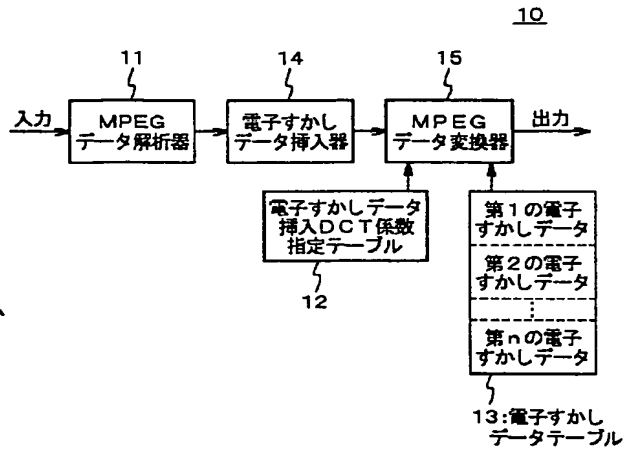 10
11
14
15
入力
MPEG
データ解析器
電子すかし
データ挿入器
MPEG
データ変換器
出力
電子すかしデータ
挿入DCT係数
指定テーブル
12
第1の電子
すかしデータ
第2の電子
すかしデータ
⋮
第nの電子
すかしデータ
13:電子すかし
データテーブル